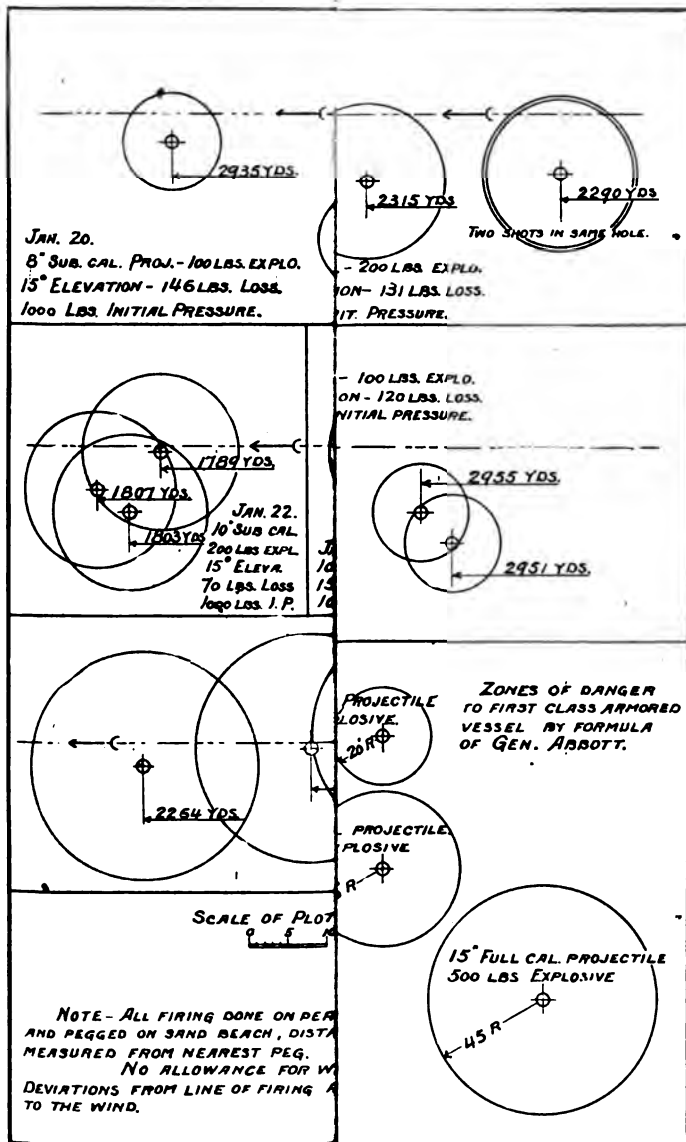 2935 YDS.
2315 YDS
2290 YDS
TWO SHOTS IN SAME HOLE.
JAN. 20.
8" SUB. CAL. PROJ. - 100 LBS. EXPLO.
15° ELEVATION - 146 LBS. LOSS.
1000 LBS. INITIAL PRESSURE.
- 200 LBS. EXPLO.
ION - 131 LBS. LOSS.
IT. PRESSURE.
1789 YDS.
1807 YDS.
1803 YDS
JAN. 22.
10" SUB CAL
200 LBS EXPL
15° ELEVA.
70 LBS. LOSS
1000 LBS. I.P.
- 100 LBS. EXPLO.
ON - 120 LBS. LOSS.
NITIAL PRESSURE.
2955 YDS.
2951 YDS.
2264 YDS.
PROJECTILE
LOSIVE.
20' R
ZONES OF DANGER
TO FIRST CLASS ARMORED
VESSEL BY FORMULA
OF GEN. ABBOTT.
PROJECTILE.
PLOSIVE
R
SCALE OF PLOT
0 5 10
15" FULL CAL. PROJECTILE
500 LBS EXPLOSIVE
45 R
NOTE - ALL FIRING DONE ON
AND PEGGED ON SAND BEACH, DISTA
MEASURED FROM NEAREST PEG.
NO ALLOWANCE FOR W
DEVIATIONS FROM LINE OF FIRING A
TO THE WIND.